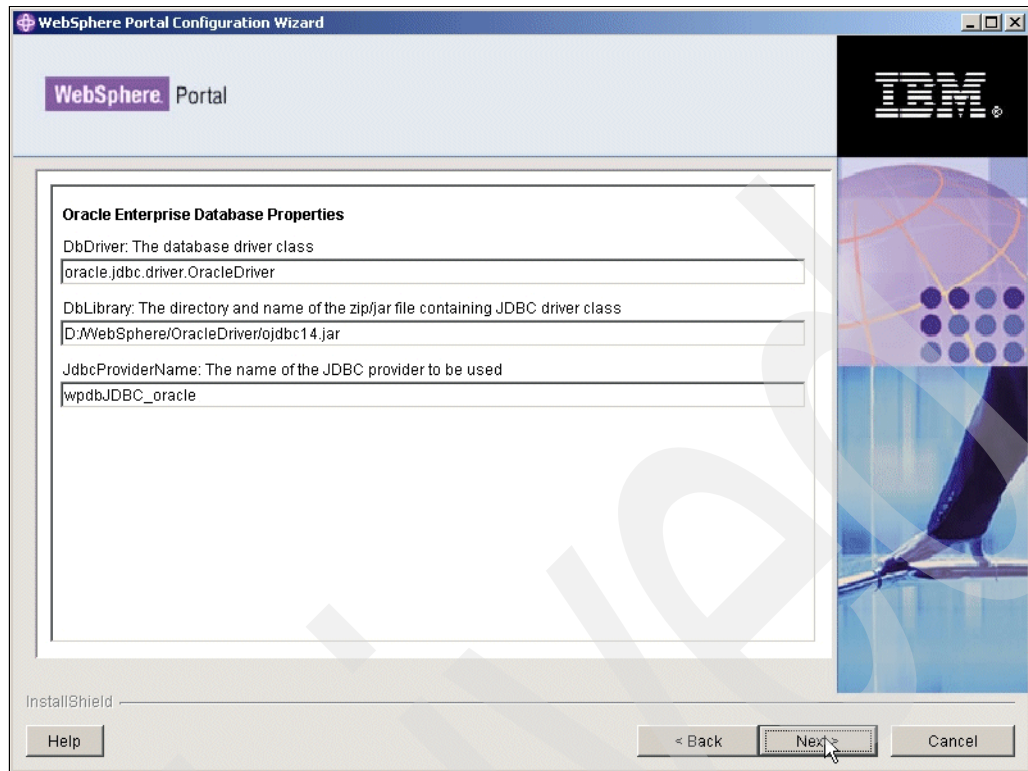 WebSphere Portal Configuration Wizard
WebSphere. Portal
IBM®
Oracle Enterprise Database Properties
DbDriver: The database driver class
oracle.jdbc.driver.OracleDriver
DbLibrary: The directory and name of the zip/jar file containing JDBC driver class
D:/WebSphere/OracleDriver/ojdbc14.jar
JdbcProviderName: The name of the JDBC provider to be used
wpdbJDBC_oracle
InstallShield
Help
< Back
Next >
Cancel